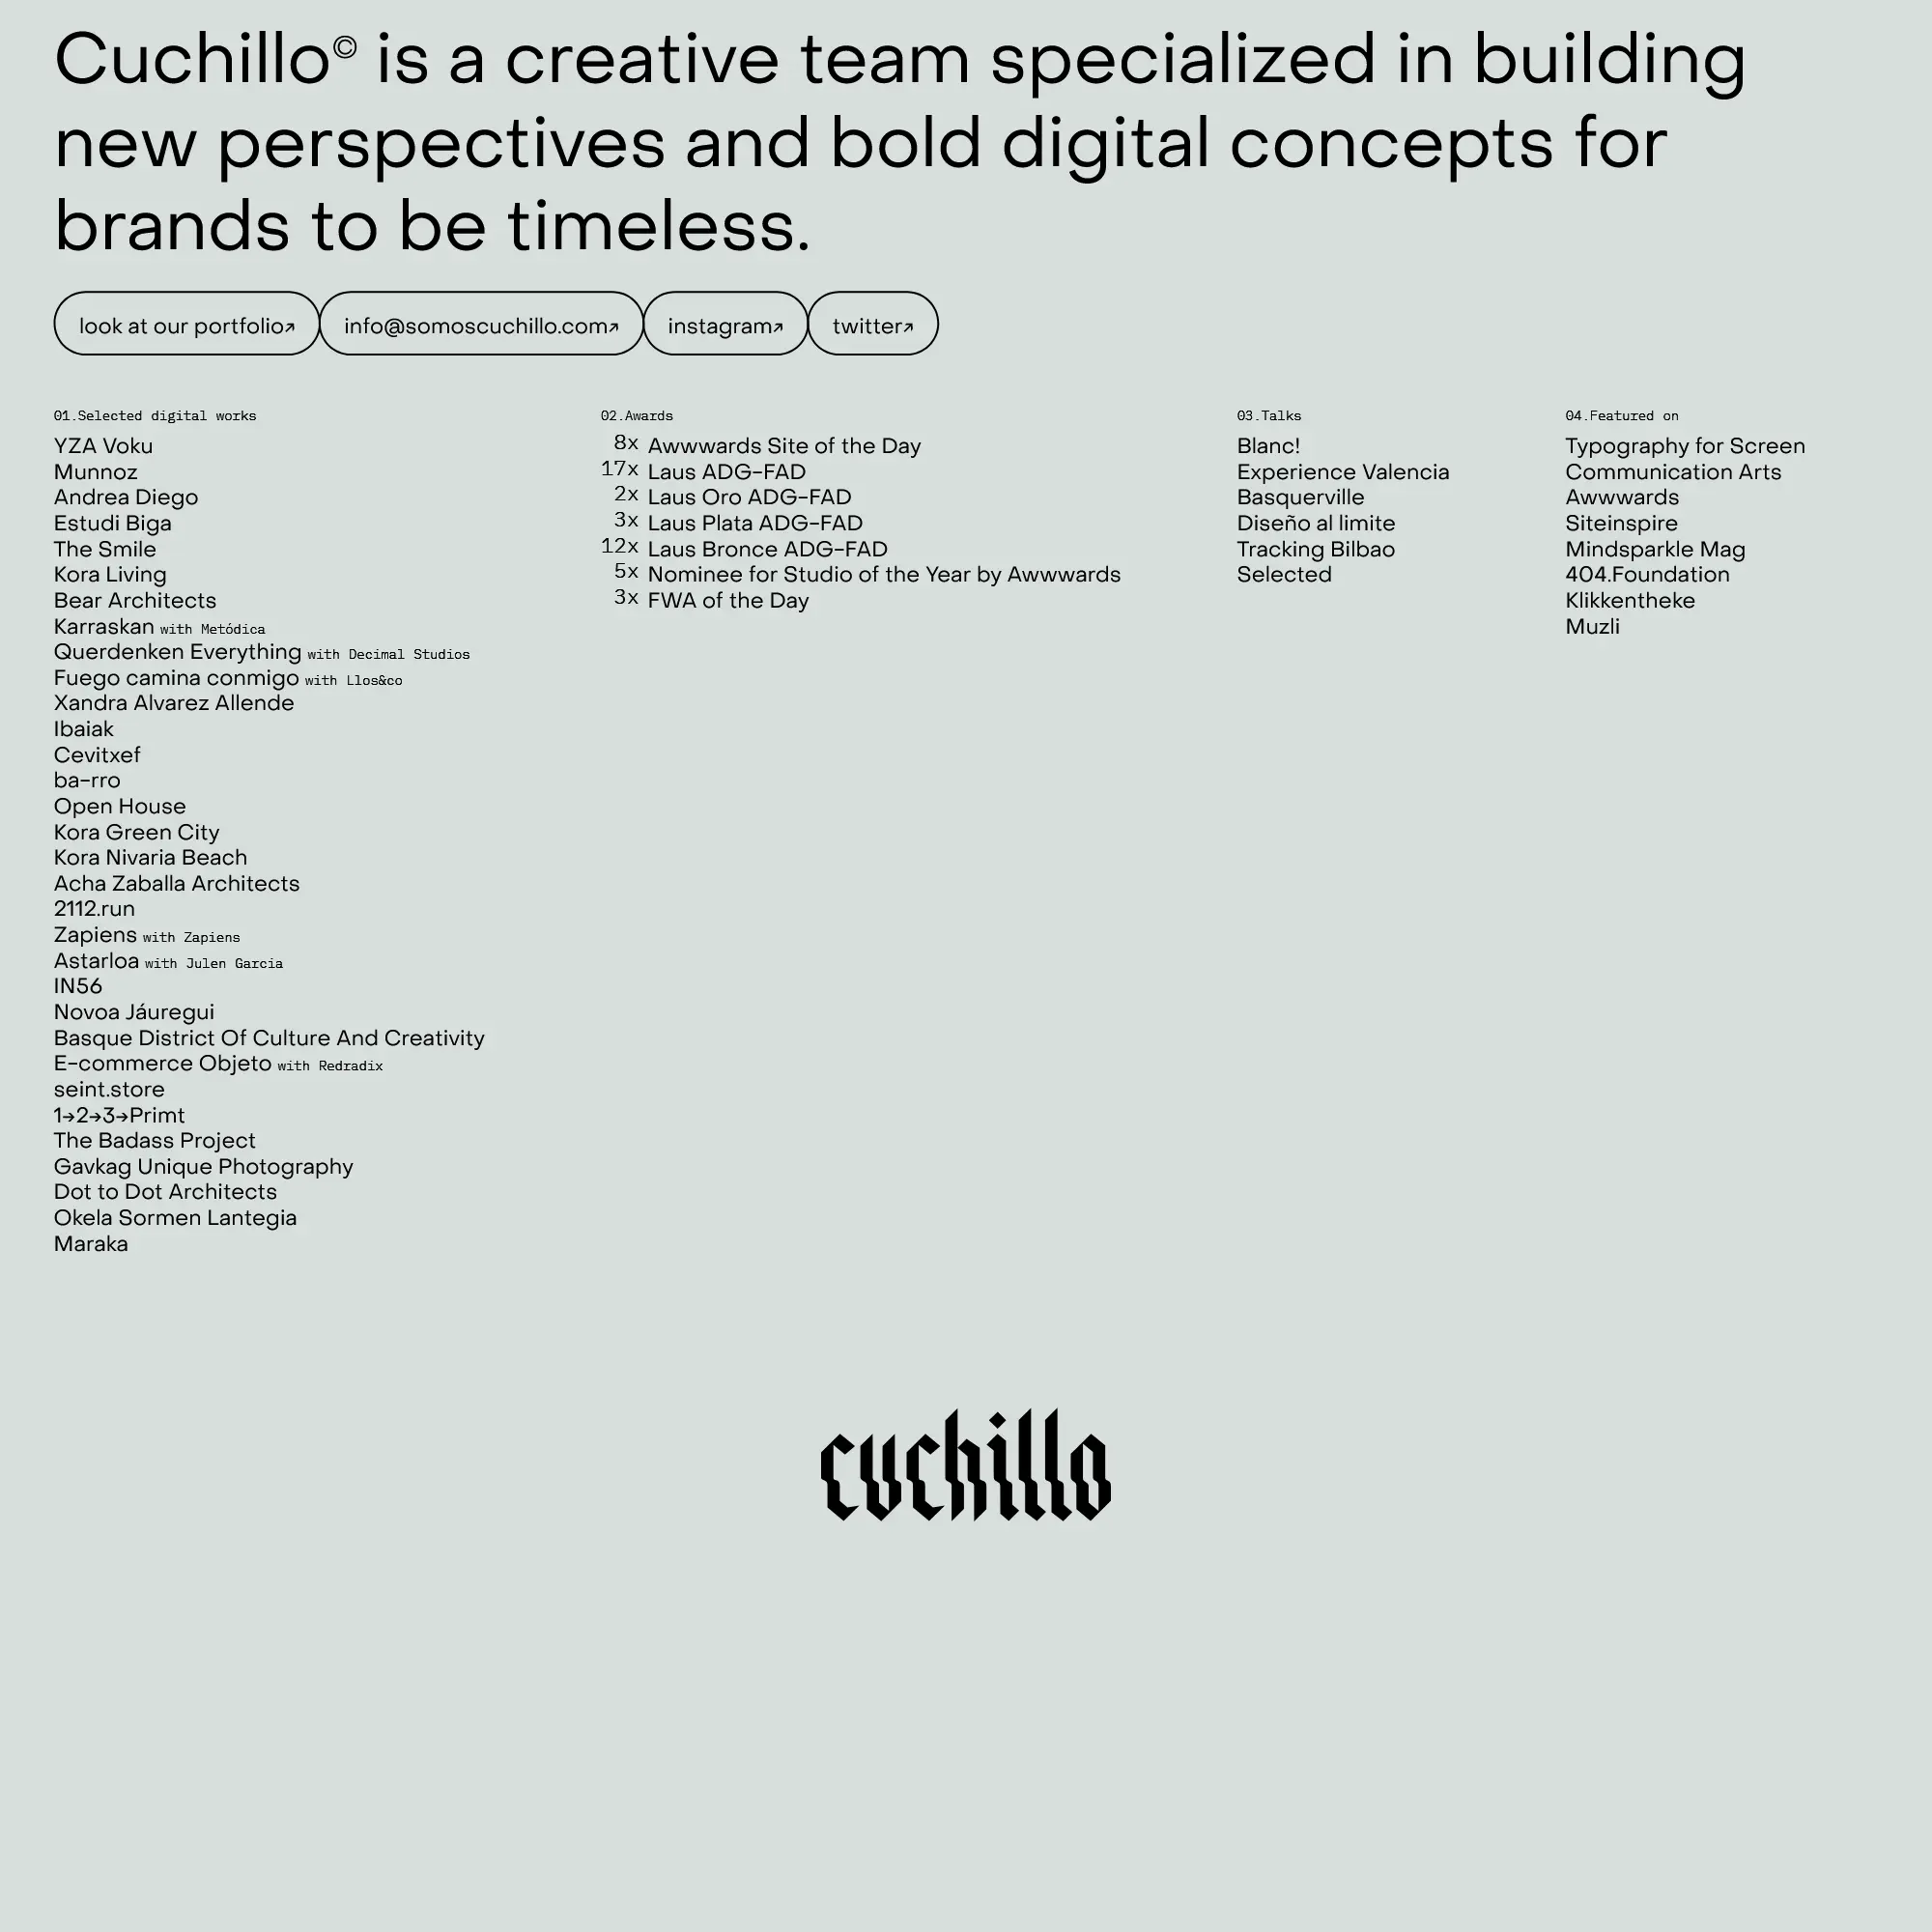 Cuchillo© is a creative team specialized in building
new perspectives and bold digital concepts for
brands to be timeless.
look at our portfolio↗ info@somoscuchillo.com↗ instagram↗ twitter↗
01.Selected digital works
YZA Voku
Munnoz
Andrea Diego
Estudi Biga
The Smile
Kora Living
Bear Architects
Karraskan with Metódica
Querdenken Everything with Decimal Studios
Fuego camina conmigo with Llos&co
Xandra Alvarez Allende
Ibaiak
Cevitxef
ba-rro
Open House
Kora Green City
Kora Nivaria Beach
Acha Zaballa Architects
2112.run
Zapiens with Zapiens
Astarloa with Julen Garcia
IN56
Novoa Jáuregui
Basque District Of Culture And Creativity
E-commerce Objeto with Redradix
seint.store
1→2→3→Primt
The Badass Project
Gavkag Unique Photography
Dot to Dot Architects
Okela Sormen Lantegia
Maraka
02.Awards
8x Awwwards Site of the Day
17x Laus ADG-FAD
2x Laus Oro ADG-FAD
3x Laus Plata ADG-FAD
12x Laus Bronce ADG-FAD
5x Nominee for Studio of the Year by Awwwards
3x FWA of the Day
03.Talks
Blanc!
Experience Valencia
Basquerville
Diseño al limite
Tracking Bilbao
Selected
04.Featured on
Typography for Screen
Communication Arts
Awwwards
Siteinspire
Mindsparkle Mag
404.Foundation
Klikkentheke
Muzli
cuchillo